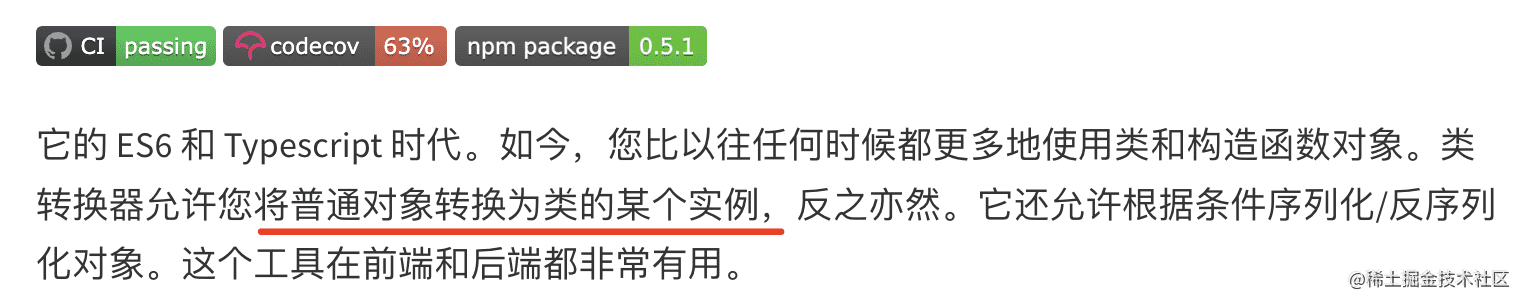 CI passing codecov 63% npm package 0.5.1
它的 ES6 和 Typescript 时代。如今，您比以往任何时候都更多地使用类和构造函数对象。类
转换器允许您将普通对象转换为类的某个实例，反之亦然。它还允许根据条件序列化/反序列
化对象。这个工具在前端和后端都非常有用。
@稀土掘金技术社区